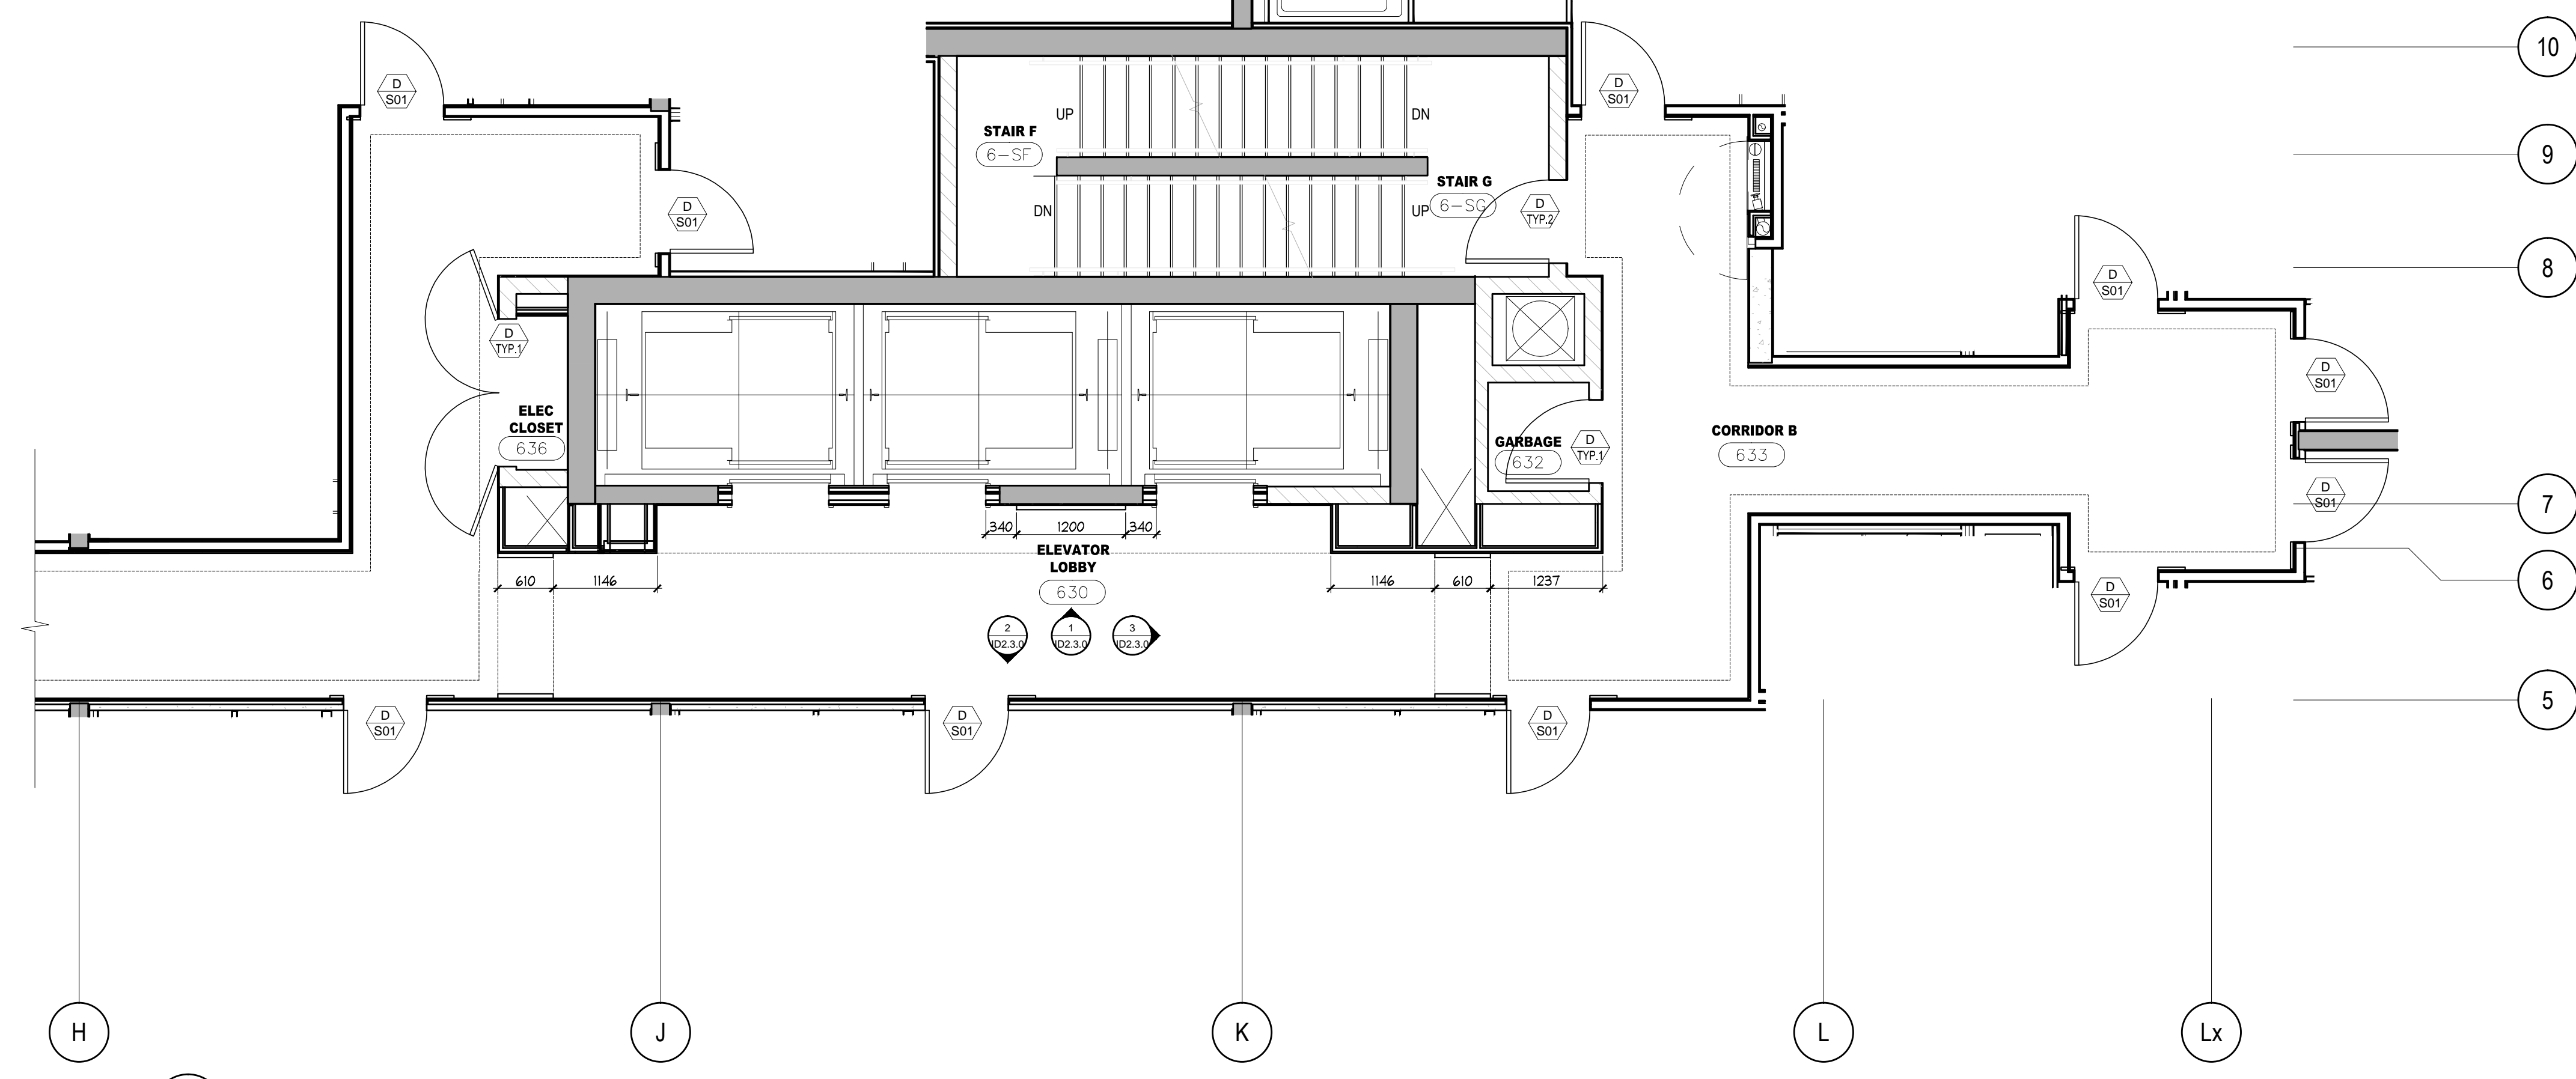 10
D
S01
D
S01
UP
DN
STAIR F
6-SF
9
D
S01
STAIR G
6-SG
DN
UP
D
TYP.2
8
D
S01
D
TYP.1
D
S01
ELEC
CLOSET
636
GARBAGE
632
D
TYP.1
CORRIDOR B
633
D
S01
7
340
1200
340
ELEVATOR
LOBBY
630
610
1146
1146
610
1237
6
D
S01
2
ID2.3.0
1
ID2.3.0
3
ID2.3.0
5
D
S01
D
S01
D
S01
H
J
K
L
Lx